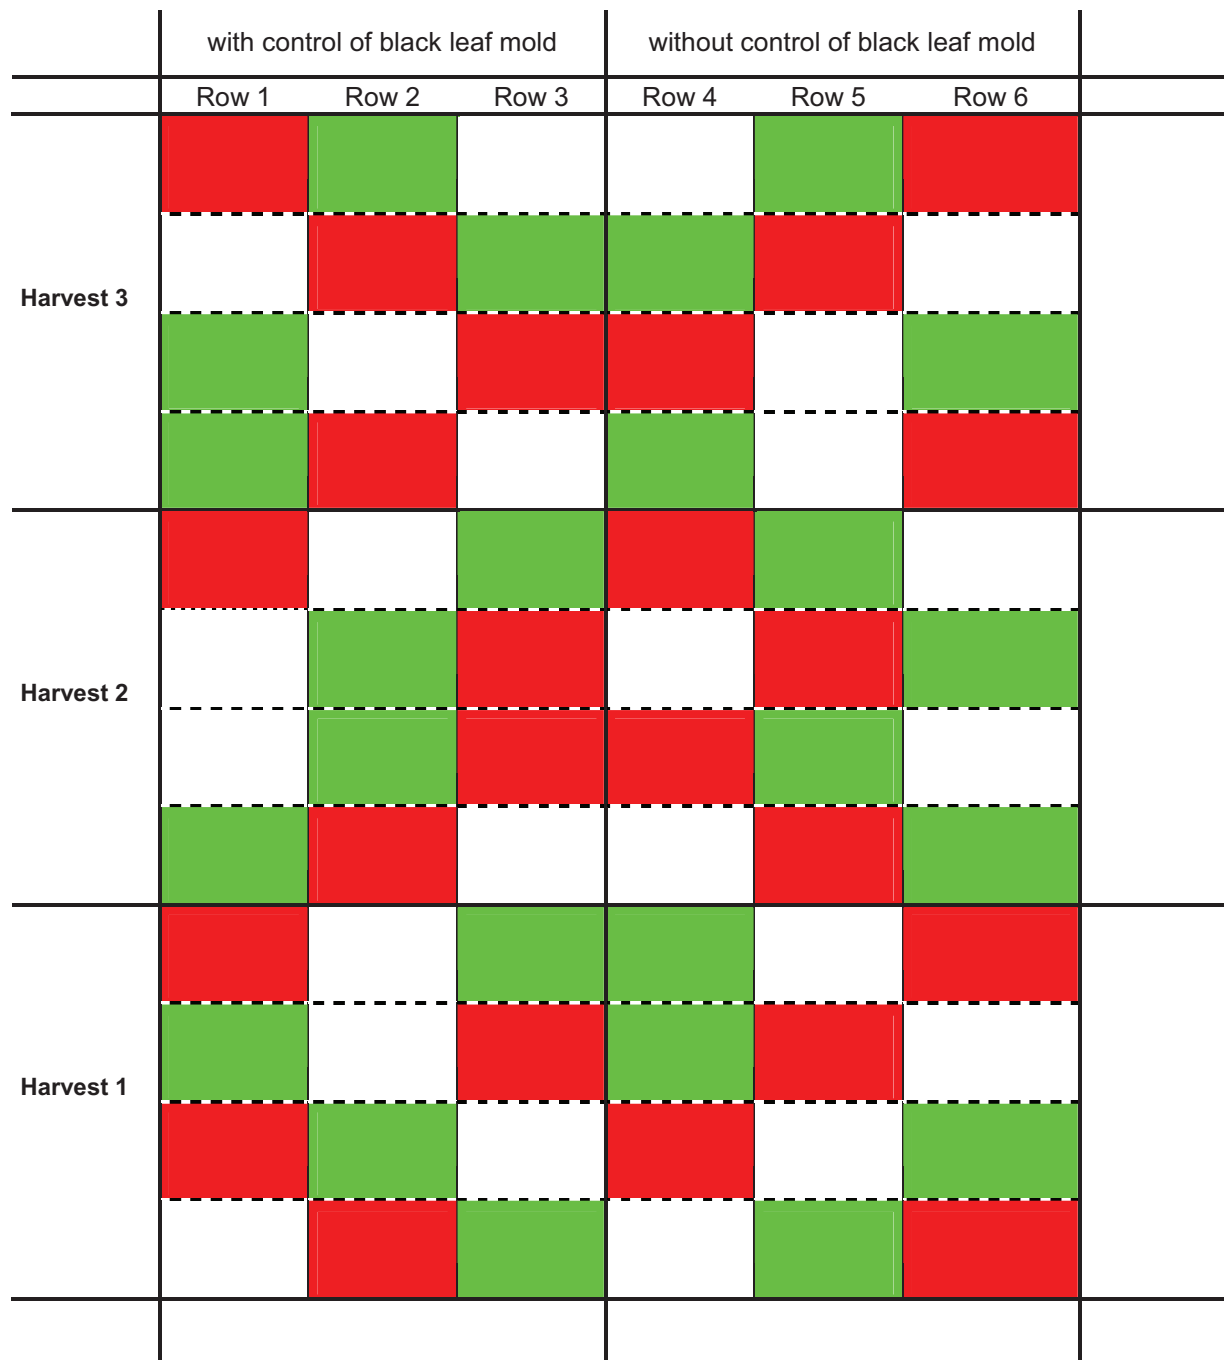 with control of black leaf mold
without control of black leaf mold
Row 1
Row 2
Row 3
Row 4
Row 5
Row 6
Harvest 3
Harvest 2
Harvest 1